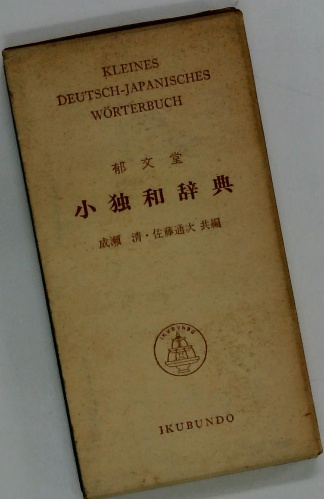 KLEINES
DEUTSCH-JAPANISCHES
WÖRTERBUCH
郁文堂
小独和辞典
成瀬 清・佐藤通次 共編
IKUBUNDO
IKUBUNDO